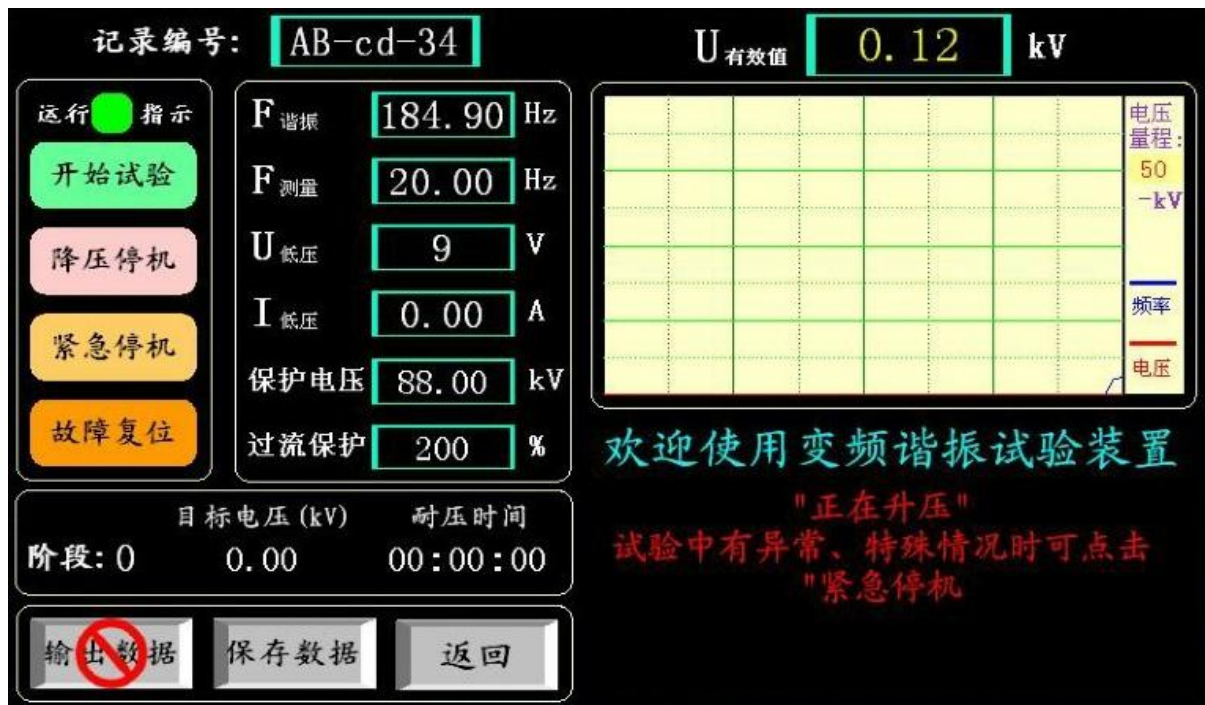 记录编号: AB-cd-34
U有效值 0.12 kV
运行 指示
开始试验
降压停机
紧急停机
故障复位
F谐振 184.90 Hz
F测量 20.00 Hz
U低压 9 V
I低压 0.00 A
保护电压 88.00 kV
过流保护 200 %
电压
量程:
50
-kV
频率
电压
目标电压(kV) 耐压时间
阶段:0 0.00 00:00:00
欢迎使用变频谐振试验装置
"正在升压"
试验中有异常、特殊情况时可点击
"紧急停机
输出数据 保存数据 返回